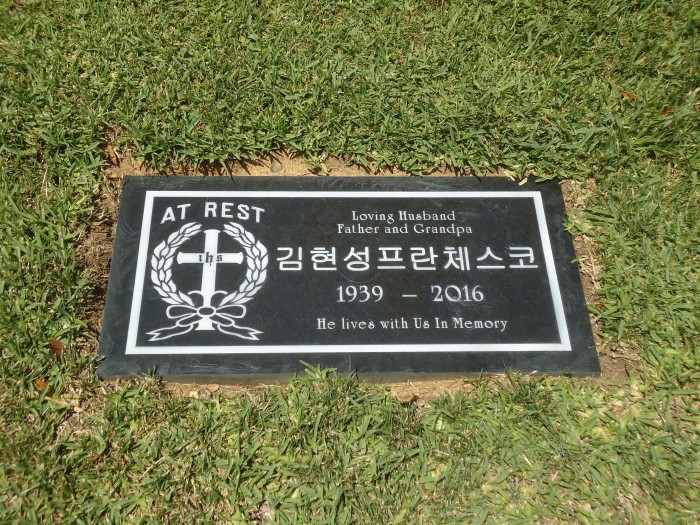 AT REST
ihs
Loving Husband
Father and Grandpa
김현성프란체스코
1939 – 2016
He lives with Us In Memory